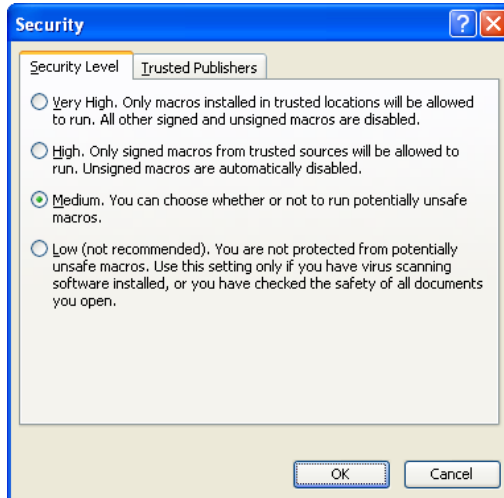 Security
Security Level Trusted Publishers
Very High. Only macros installed in trusted locations will be allowed
to run. All other signed and unsigned macros are disabled.
High. Only signed macros from trusted sources will be allowed to
run. Unsigned macros are automatically disabled.
Medium. You can choose whether or not to run potentially unsafe
macros.
Low (not recommended). You are not protected from potentially
unsafe macros. Use this setting only if you have virus scanning
software installed, or you have checked the safety of all documents
you open.
OK Cancel